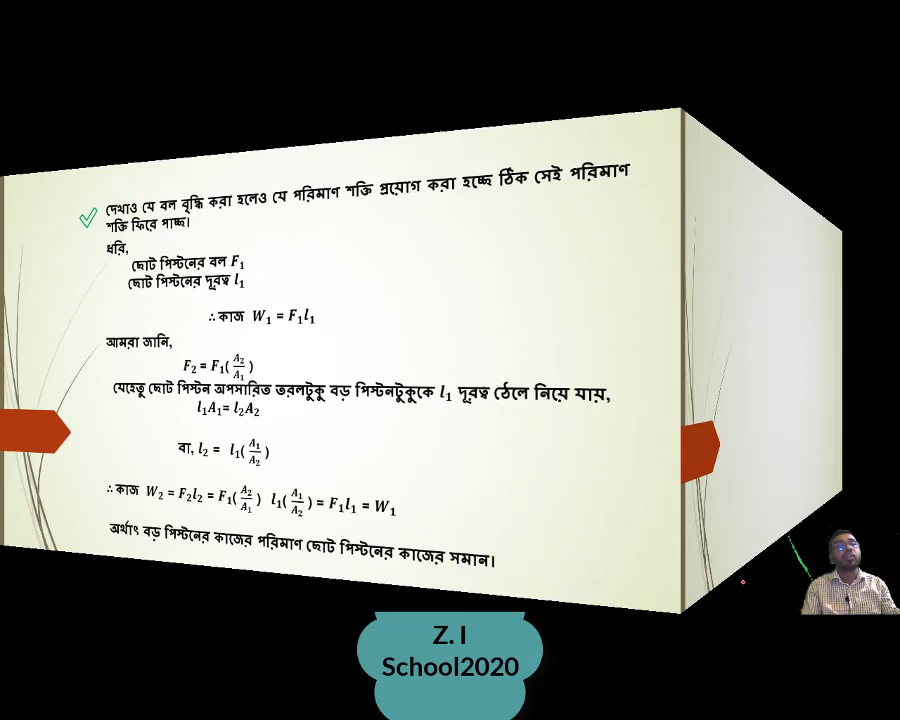 দেখাও যে বল বৃদ্ধি করা হলেও যে পরিমাণ শক্তি প্রয়োগ করা হচ্ছে ঠিক সেই পরিমাণ
শক্তি ফিরে পাচ্ছ।
ধরি,
ছোট পিস্টনের বল F₁
ছোট পিস্টনের দূরত্ব l₁
∴ কাজ W₁ = F₁l₁
আমরা জানি,
F₂ = F₁( A₂/A₁ )
যেহেতু ছোট পিস্টন অপসারিত তরলটুকু বড় পিস্টনটুকুকে l₁ দূরত্ব ঠেলে নিয়ে যায়,
l₁A₁= l₂A₂
বা, l₂ = l₁( A₁/A₂ )
∴ কাজ W₂ = F₂l₂ = F₁( A₂/A₁ ) l₁( A₁/A₂ ) = F₁l₁ = W₁
অর্থাৎ বড় পিস্টনের কাজের পরিমাণ ছোট পিস্টনের কাজের সমান।
Z. I
School2020